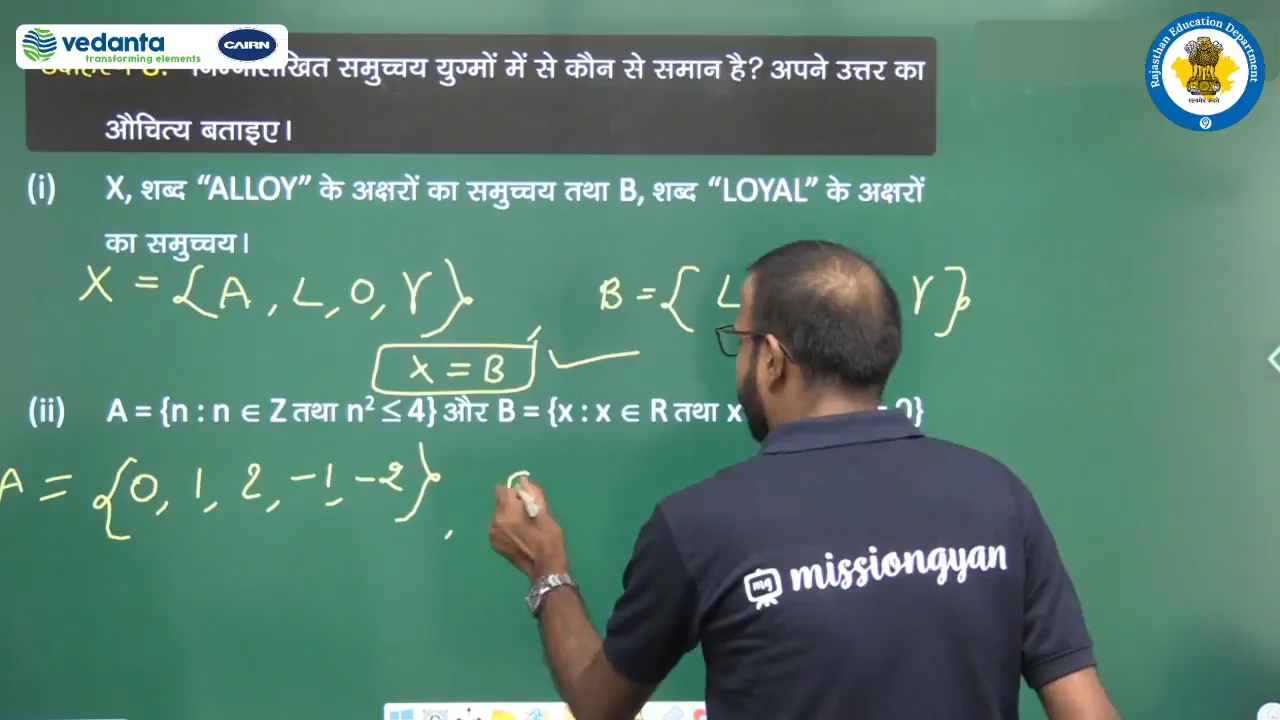 vedanta
transforming elements
CAIRN
Rajasthan Education Department
समुच्चय युग्मों में से कौन से समान है? अपने उत्तर का
औचित्य बताइए।
(i) X, शब्द “ALLOY” के अक्षरों का समुच्चय तथा B, शब्द “LOYAL” के अक्षरों
का समुच्चय।
X = {A, L, O, Y} B = { L Y}
X = B
(ii) A = {n : n ∈ Z तथा n² ≤ 4} और B = {x : x ∈ R तथा x 0}
A = {0, 1, 2, -1, -2},
mg missiongyan